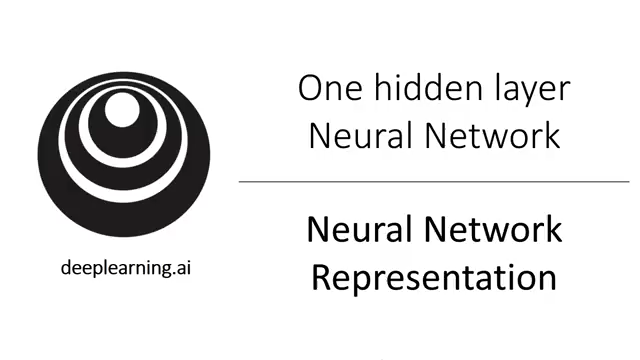 One hidden layer
Neural Network
Neural Network
Representation
deeplearning.ai